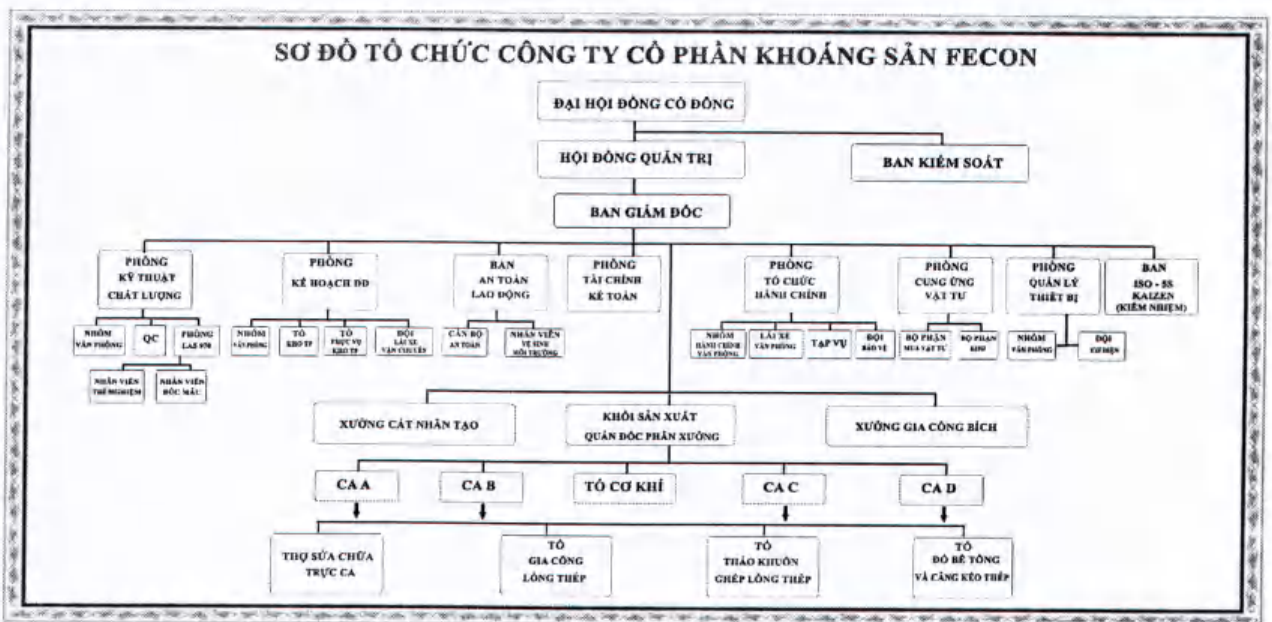 SƠ ĐỒ TỔ CHỨC CÔNG TY CỔ PHẦN KHOÁNG SẢN FECON
ĐẠI HỘI ĐỒNG CỔ ĐÔNG
HỘI ĐỒNG QUẢN TRỊ
BAN KIỂM SOÁT
BAN GIÁM ĐỐC
PHÒNG
KỸ THUẬT
CHẤT LƯỢNG
PHÒNG
KẾ HOẠCH ĐĐ
BAN
AN TOÀN
LAO ĐỘNG
PHÒNG
TÀI CHÍNH
KẾ TOÁN
PHÒNG
TỔ CHỨC
HÀNH CHÍNH
PHÒNG
CUNG ỨNG
VẬT TƯ
PHÒNG
QUẢN LÝ
THIẾT BỊ
BAN
ISO - 5S
KAIZEN
(KIÊM NHIỆM)
NHÓM
VĂN PHÒNG
QC
PHÒNG
LAS 970
NHÓM
VĂN PHÒNG
TỔ
KHO TP
TỔ
PHỤC VỤ
KHO TP
ĐỘI
LÁI XE
VẬN CHUYỂN
CÁN BỘ
AN TOÀN
NHÂN VIÊN
VỆ SINH
MÔI TRƯỜNG
NHÓM
HÀNH CHÍNH
VĂN PHÒNG
LÁI XE
VĂN PHÒNG
TẠP VỤ
ĐỘI
BẢO VỆ
BỘ PHẬN
MUA VẬT TƯ
BỘ PHẬN
KHO
NHÓM
VĂN PHÒNG
ĐỘI
CƠ ĐIỆN
NHÂN VIÊN
THÍ NGHIỆM
NHÂN VIÊN
ĐÚC MẪU
XƯỞNG CÁT NHÂN TẠO
KHỐI SẢN XUẤT
QUẢN ĐỐC PHÂN XƯỞNG
XƯỞNG GIA CÔNG BÍCH
CA A
CA B
TỔ CƠ KHÍ
CA C
CA D
THỢ SỬA CHỮA
TRỰC CA
TỔ
GIA CÔNG
LỒNG THÉP
TỔ
THÁO KHUÔN
GHÉP LỒNG THÉP
TỔ
ĐỔ BÊ TÔNG
VÀ CĂNG KÉO THÉP